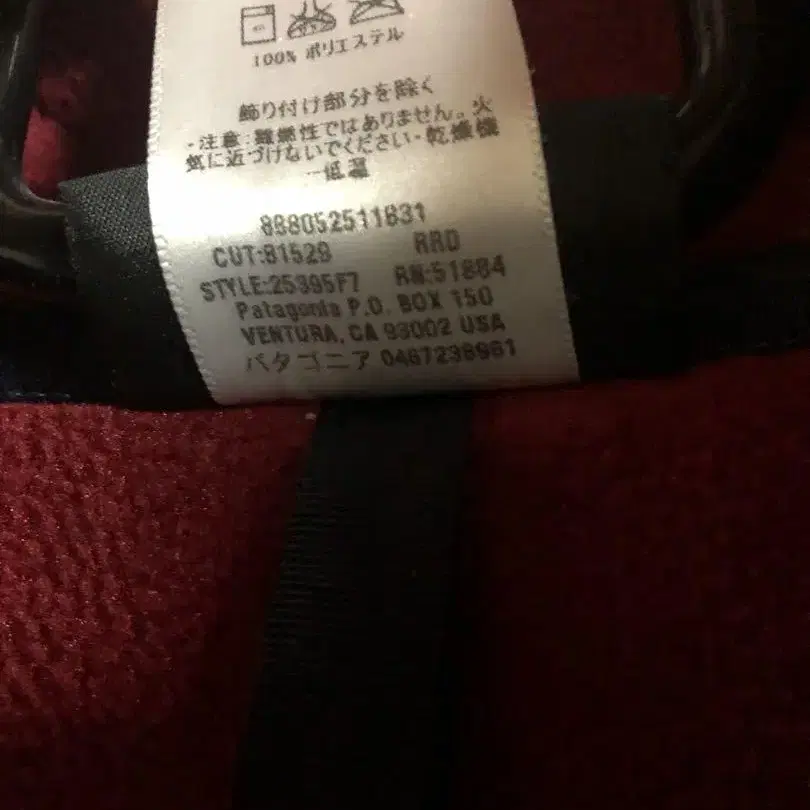 100% ポリエステル
飾り付け部分を除く
・注意:難燃性ではありません。火
気に近づけないでください・乾燥機
ー低温
888052511831
CUT:81529 RRD
STYLE:25395F7 RN:51884
Patagonia P.O. BOX 150
VENTURA, CA 93002 USA
パタゴニア 0467238961